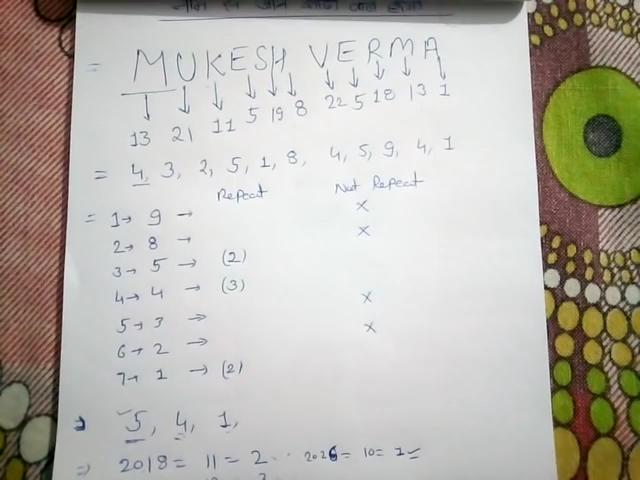 नाम से जाने
= MUKESH VERMA
13 21 11 5 19 8 22 5 18 13 1
= 4, 3, 2, 5, 1, 8, 4, 5, 9, 4, 1
Repeat Not Repeat
= 1→ 9 → ×
2→ 8 → ×
3→ 5 → (2)
4→ 4 → (3)
5→ 3 → ×
6→ 2 → ×
7→ 1 → (2)
⇒ 5, 4, 1,
⇒ 2018 = 11 = 2 2026 = 10 = 1